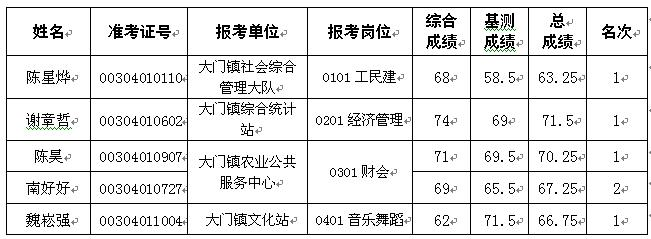 姓名 准考证号 报考单位 报考岗位 综合成绩 基测成绩 总成绩 名次
陈星烨 00304010110 大门镇社会综合管理大队 0101 工民建 68 58.5 63.25 1
谢童哲 00304010602 大门镇综合统计站 0201 经济管理 74 69 71.5 1
陈昊 00304010907 大门镇农业公共服务中心 0301 财会 71 69.5 70.25 1
南好好 00304010727 69 65.5 67.25 2
魏崧强 00304011004 大门镇文化站 0401 音乐舞蹈 62 71.5 66.75 1